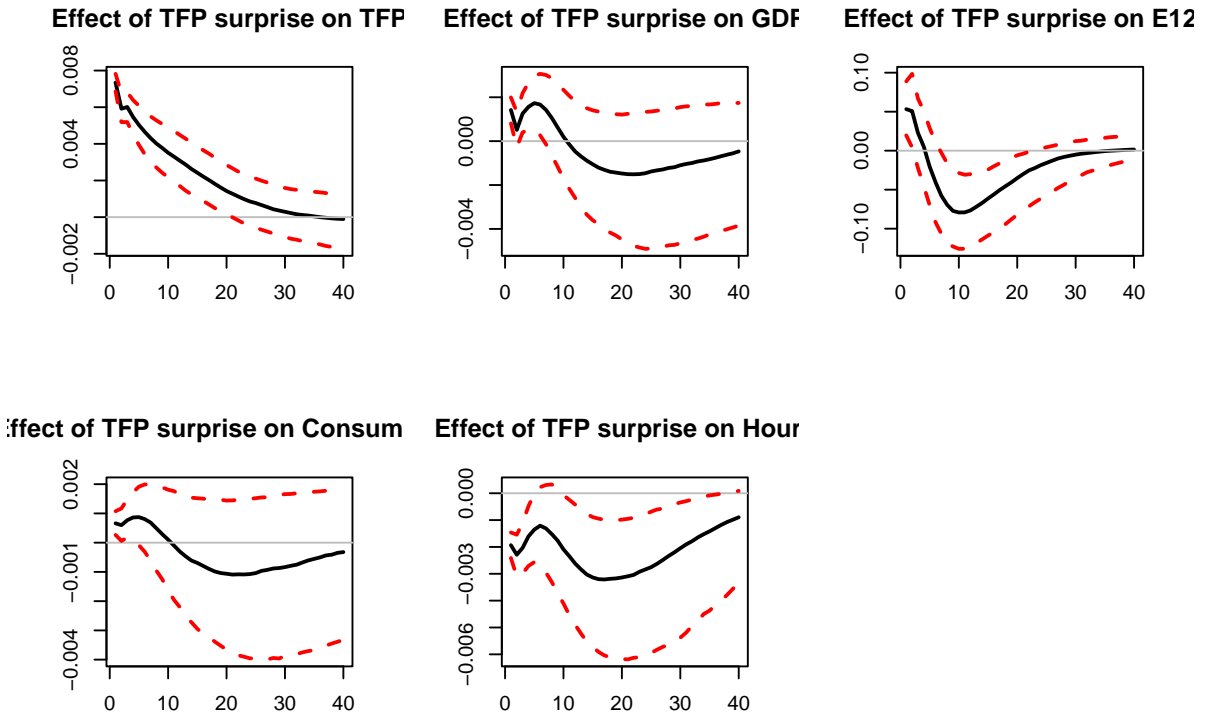 Effect of TFP surprise on TFP
0.008
0.004
−0.002
0 10 20 30 40
Effect of TFP surprise on GDP
0.000
−0.004
0 10 20 30 40
Effect of TFP surprise on E12
0.10
0.00
−0.10
0 10 20 30 40
Effect of TFP surprise on Consum
0.002
−0.001
−0.004
0 10 20 30 40
Effect of TFP surprise on Hour
0.000
−0.003
−0.006
0 10 20 30 40